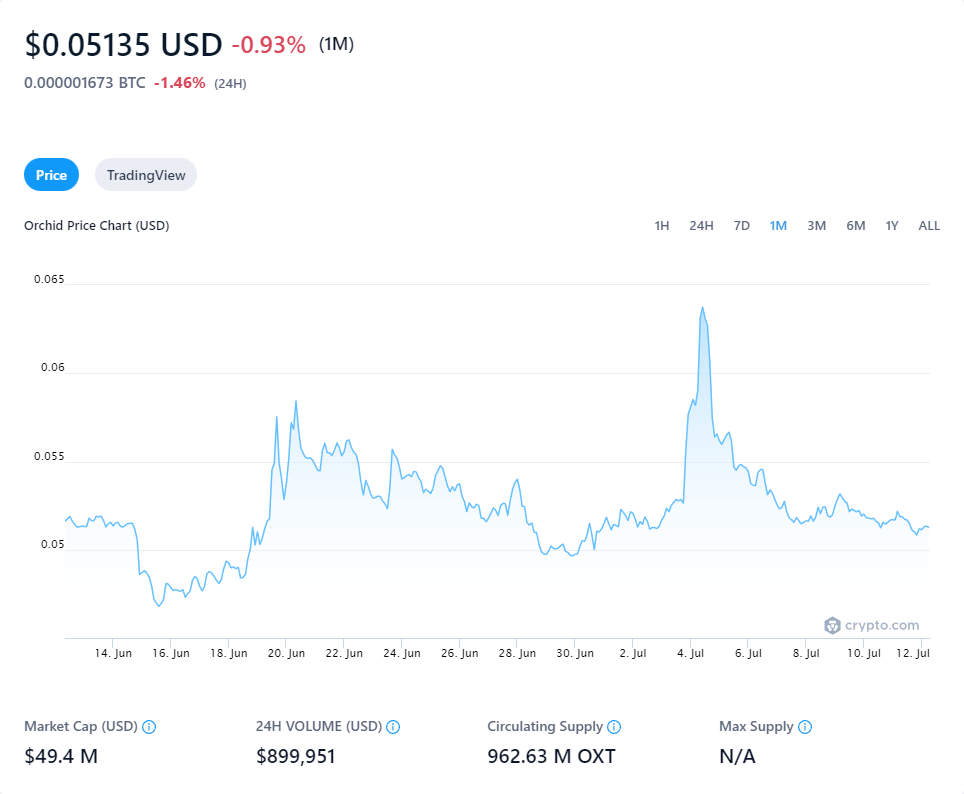 $0.05135 USD -0.93% (1M)
0.000001673 BTC -1.46% (24H)
Price TradingView
Orchid Price Chart (USD) 1H 24H 7D 1M 3M 6M 1Y ALL
0.065
0.06
0.055
0.05
crypto.com
14. Jun 16. Jun 18. Jun 20. Jun 22. Jun 24. Jun 26. Jun 28. Jun 30. Jun 2. Jul 4. Jul 6. Jul 8. Jul 10. Jul 12. Jul
Market Cap (USD) 24H VOLUME (USD) Circulating Supply Max Supply
$49.4 M $899,951 962.63 M OXT N/A